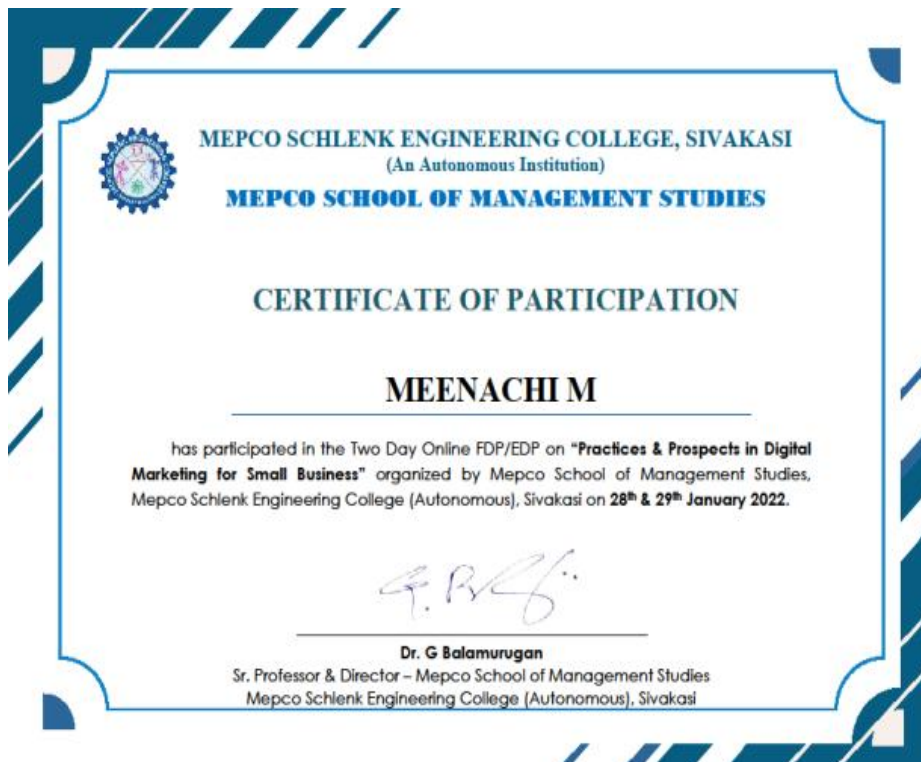 MEPCO SCHLENK ENGINEERING COLLEGE, SIVAKASI
(An Autonomous Institution)
MEPCO SCHOOL OF MANAGEMENT STUDIES
CERTIFICATE OF PARTICIPATION
MEENACHI M
has participated in the Two Day Online FDP/EDP on "Practices & Prospects in Digital
Marketing for Small Business" organized by Mepco School of Management Studies,
Mepco Schlenk Engineering College (Autonomous), Sivakasi on 28th & 29th January 2022.
Dr. G Balamurugan
Sr. Professor & Director – Mepco School of Management Studies
Mepco Schlenk Engineering College (Autonomous), Sivakasi